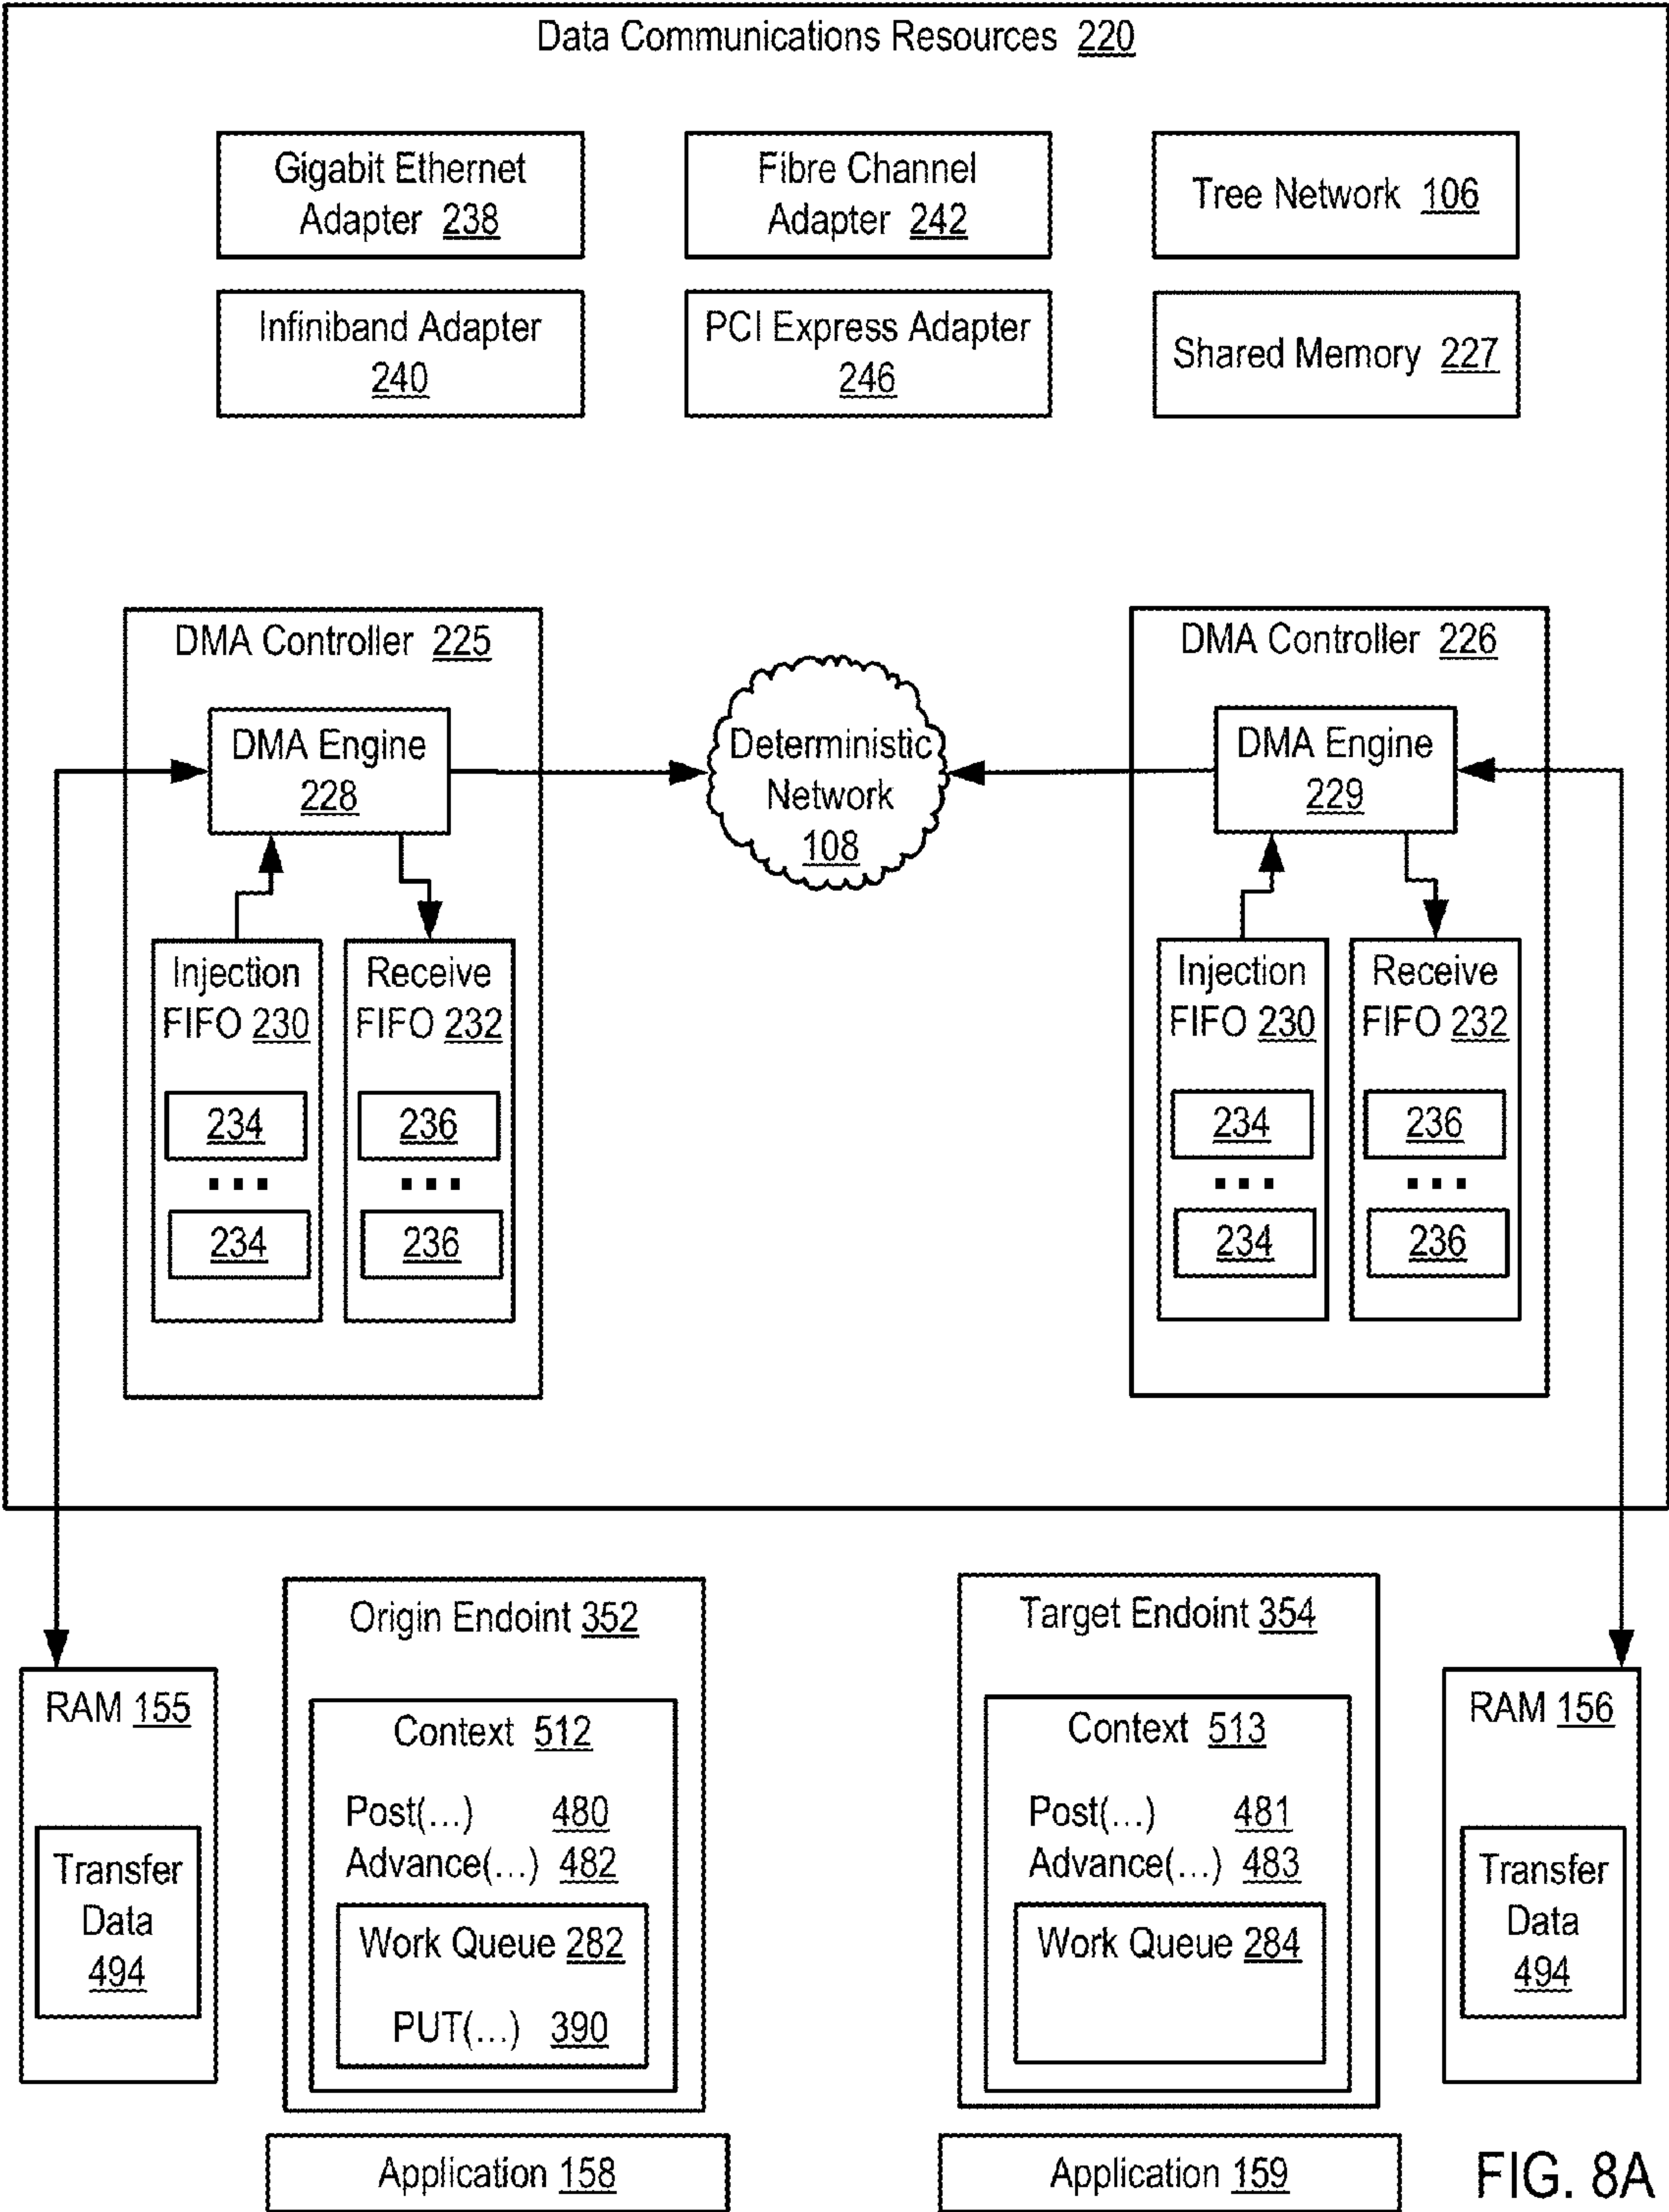 Data Communications Resources 220
Gigabit Ethernet
Adapter 238
Fibre Channel
Adapter 242
Tree Network 106
Infiniband Adapter
240
PCI Express Adapter
246
Shared Memory 227
DMA Controller 225
DMA Engine
228
Injection
FIFO 230
234
...
234
Receive
FIFO 232
236
...
236
Deterministic
Network
108
DMA Controller 226
DMA Engine
229
Injection
FIFO 230
234
...
234
Receive
FIFO 232
236
...
236
RAM 155
Transfer
Data
494
Origin Endoint 352
Context 512
Post(...) 480
Advance(...) 482
Work Queue 282
PUT(...) 390
Application 158
Target Endoint 354
Context 513
Post(...) 481
Advance(...) 483
Work Queue 284
Application 159
RAM 156
Transfer
Data
494
FIG. 8A